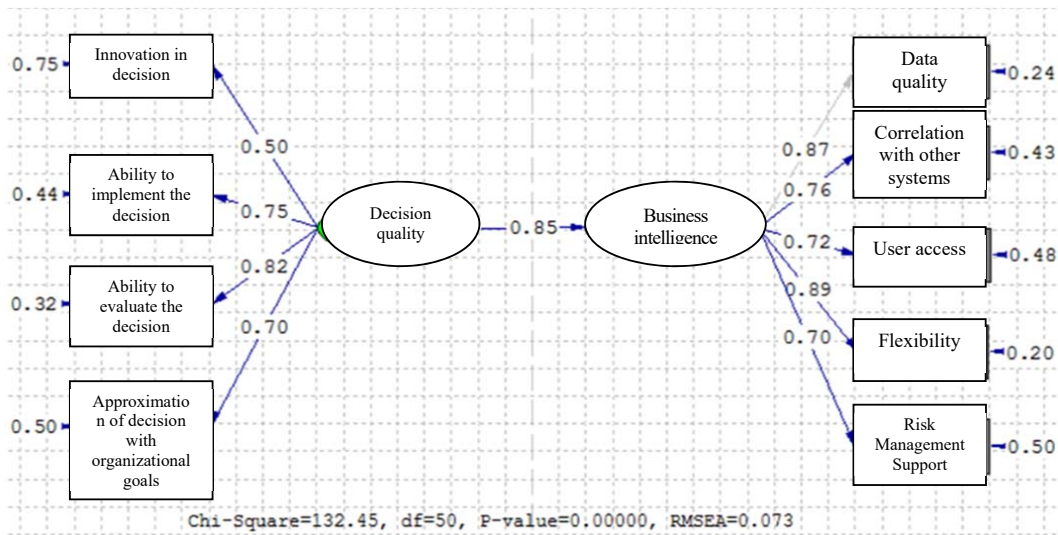 Innovation in
decision
0.75
Ability to
implement the
decision
0.44
Ability to
evaluate the
decision
0.32
Approximatio
n of decision
with
organizational
goals
0.50
0.50
0.75
0.82
0.70
Decision
quality
0.85
Business
intelligence
0.87
0.76
0.72
0.89
0.70
Data
quality
0.24
Correlation
with other
systems
0.43
User access
0.48
Flexibility
0.20
Risk
Management
Support
0.50
Chi-Square=132.45, df=50, P-value=0.00000, RMSEA=0.073